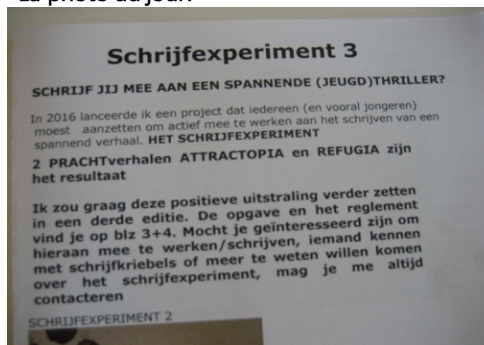 La photo du jour:
Schrijfexperiment 3
SCHRIJF JIJ MEE AAN EEN SPANNENDE (JEUGD)THRILLER?
In 2016 lanceerde ik een project dat iedereen (en vooral jongeren)
moest aanzetten om actief mee te werken aan het schrijven van een
spannend verhaal. HET SCHRIJFEXPERIMENT
2 PRACHTverhalen ATTRACTOPIA en REFUGIA zijn
het resultaat
Ik zou graag deze positieve uitstraling verder zetten
in een derde editie. De opgave en het reglement
vind je op blz 3+4. Mocht je geïnteresseerd zijn om
hieraan mee te werken/schrijven, iemand kennen
met schrijfkriebels of meer te weten willen komen
over het schrijfexperiment, mag je me altijd
contacteren
SCHRIJFEXPERIMENT 2